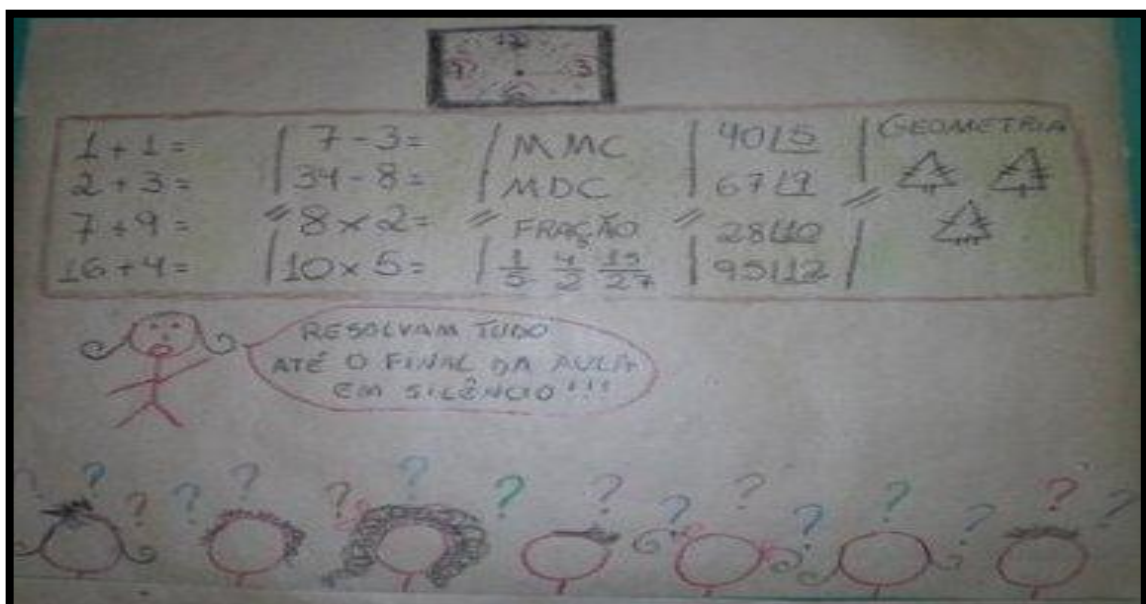 12
9 3
6
1 + 1 = | 7 - 3 = | MMC | 40⌊5 | GEOMETRIA
2 + 3 = | 34 - 8 = | MDC | 67⌊9
7 + 9 = // 8 x 2 = // FRAÇÃO // 28⌊10 //
16 + 4 = | 10 x 5 = | 1/5 4/2 15/27 | 95⌊12 |
RESOLVAM TUDO
ATÉ O FINAL DA AULA
EM SILÊNCIO !!!
? ? ? ? ? ? ? ? ? ? ? ? ? ? ? ?